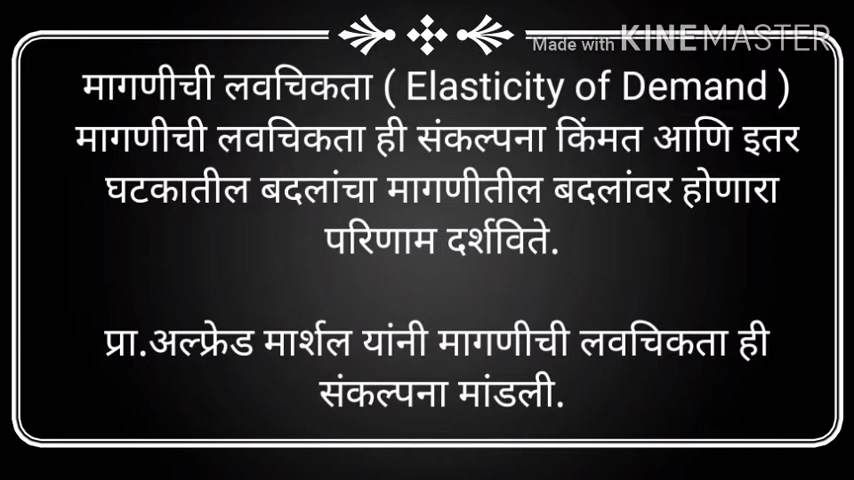 Made with KINEMASTER
मागणीची लवचिकता ( Elasticity of Demand )
मागणीची लवचिकता ही संकल्पना किंमत आणि इतर
घटकातील बदलांचा मागणीतील बदलांवर होणारा
परिणाम दर्शविते.
प्रा.अल्फ्रेड मार्शल यांनी मागणीची लवचिकता ही
संकल्पना मांडली.